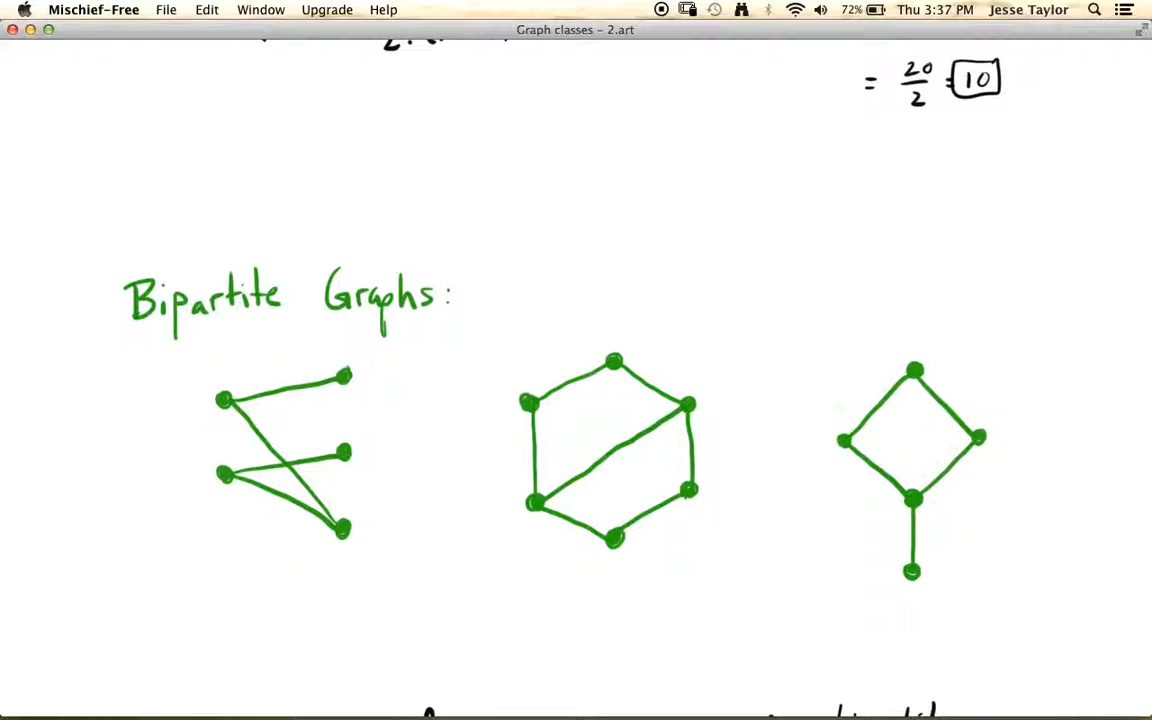 Mischief-Free File Edit Window Upgrade Help 72% Thu 3:37 PM Jesse Taylor
Graph classes – 2.art
= 20/2 = 10
Bipartite Graphs: